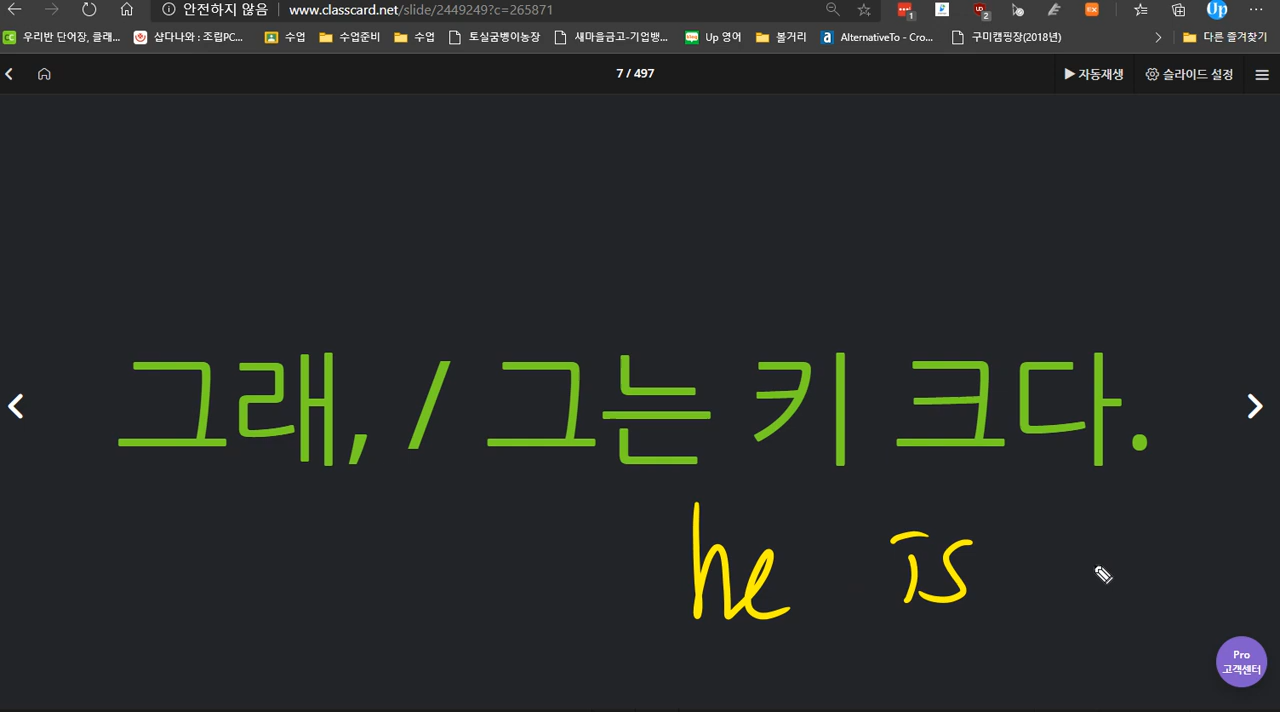 안전하지 않음 www.classcard.net/slide/2449249?c=265871
우리반 단어장, 클래... 샵다나와 : 조립PC... 수업 수업준비 수업 토실굼벵이농장 새마을금고-기업뱅... Up 영어 볼거리 AlternativeTo - Cro... 구미캠핑장(2018년) 다른 즐겨찾기
7 / 497 자동재생 슬라이드 설정
그래, / 그는 키 크다.
he is
Pro
고객센터